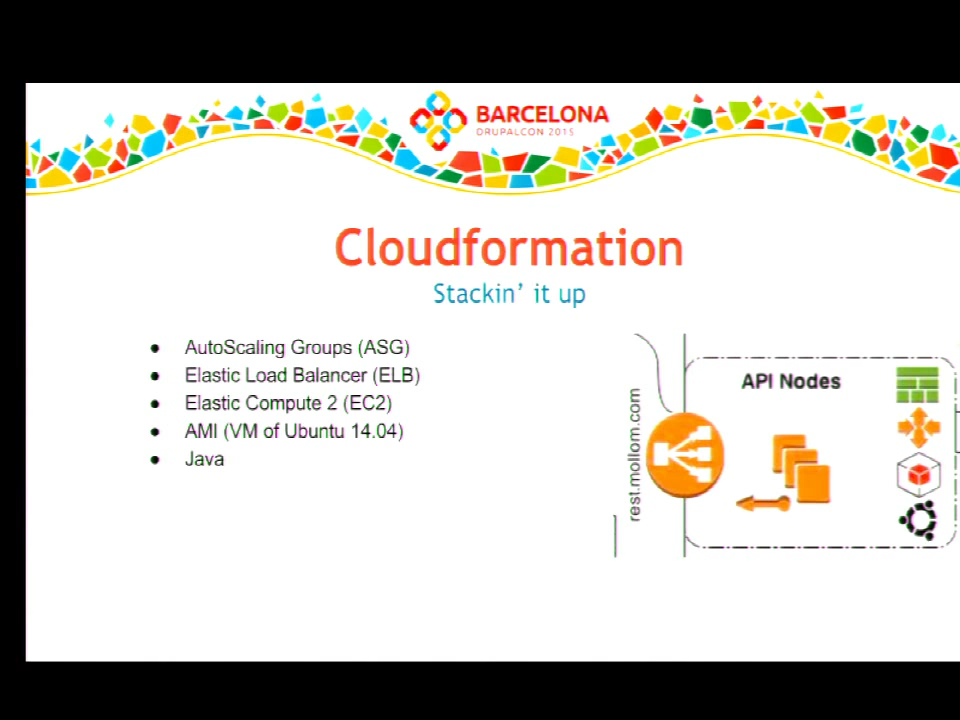 BARCELONA
DRUPALCON 2015
Cloudformation
Stackin' it up
● AutoScaling Groups (ASG)
● Elastic Load Balancer (ELB)
● Elastic Compute 2 (EC2)
● AMI (VM of Ubuntu 14.04)
● Java
rest.mollom.com
API Nodes